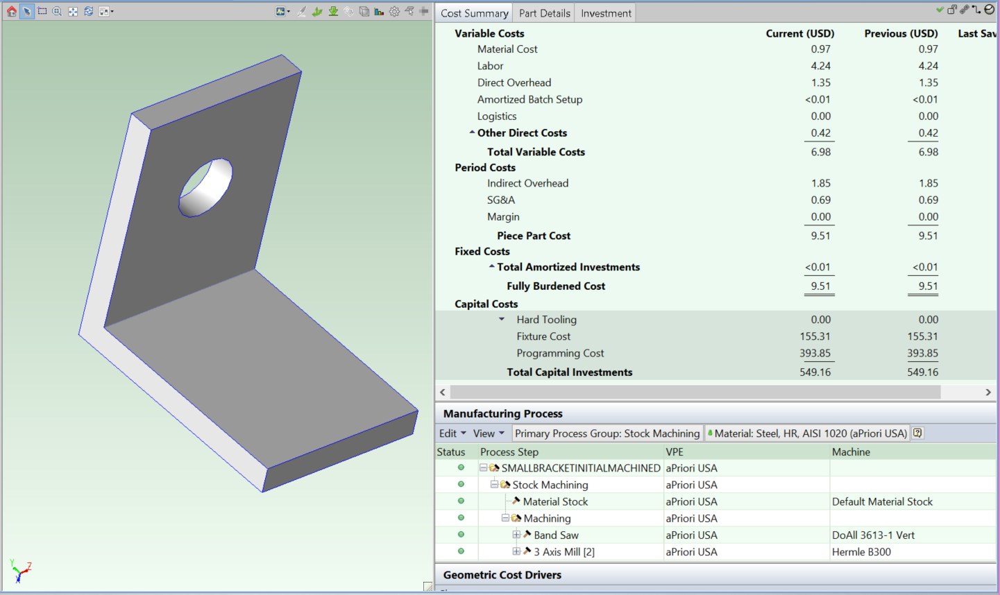 Cost Summary Part Details Investment
Variable Costs Current (USD) Previous (USD) Last Sav
Material Cost 0.97 0.97
Labor 4.24 4.24
Direct Overhead 1.35 1.35
Amortized Batch Setup <0.01 <0.01
Logistics 0.00 0.00
Other Direct Costs 0.42 0.42
Total Variable Costs 6.98 6.98
Period Costs
Indirect Overhead 1.85 1.85
SG&A 0.69 0.69
Margin 0.00 0.00
Piece Part Cost 9.51 9.51
Fixed Costs
Total Amortized Investments <0.01 <0.01
Fully Burdened Cost 9.51 9.51
Capital Costs
Hard Tooling 0.00 0.00
Fixture Cost 155.31 155.31
Programming Cost 393.85 393.85
Total Capital Investments 549.16 549.16
Manufacturing Process
Edit View Primary Process Group: Stock Machining Material: Steel, HR, AISI 1020 (aPriori USA)
Status Process Step VPE Machine
SMALLBRACKETINITIALMACHINED aPriori USA
Stock Machining aPriori USA
Material Stock aPriori USA Default Material Stock
Machining aPriori USA
Band Saw aPriori USA DoAll 3613-1 Vert
3 Axis Mill [2] aPriori USA Hermle B300
Geometric Cost Drivers
Y Z
X